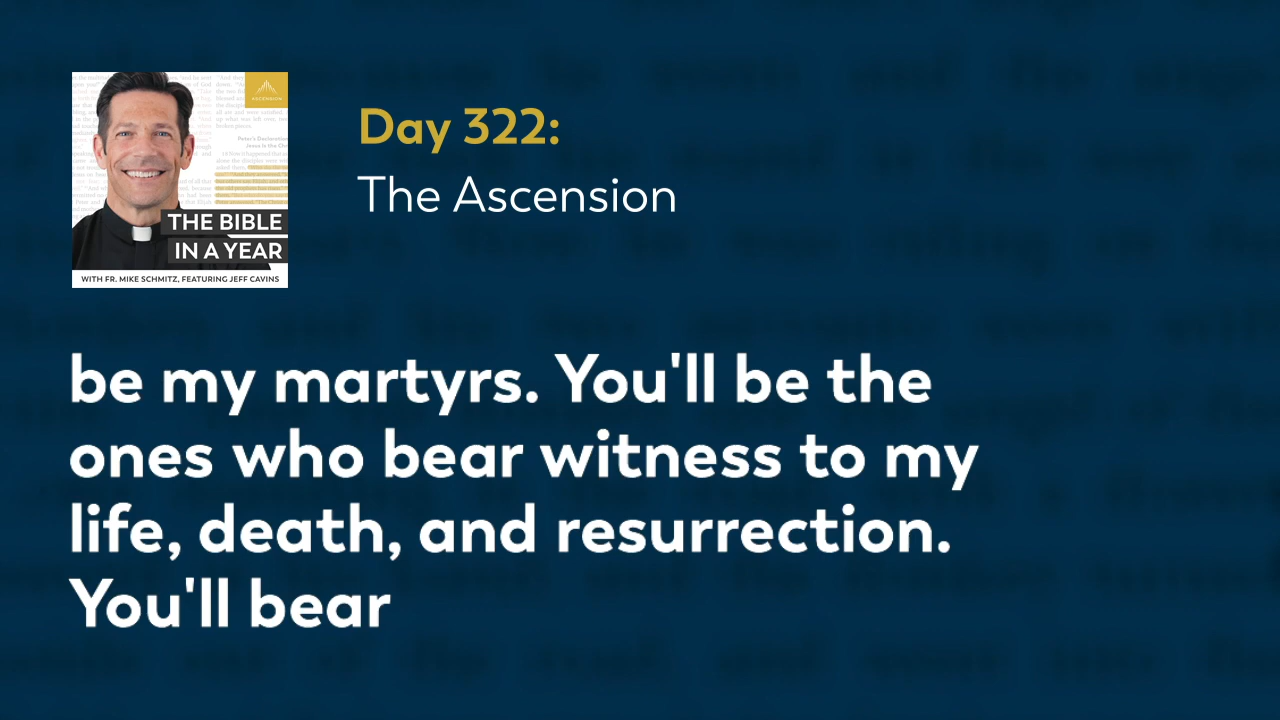 ASCENSION
THE BIBLE
IN A YEAR
WITH FR. MIKE SCHMITZ, FEATURING JEFF CAVINS
Day 322:
The Ascension
be my martyrs. You'll be the
ones who bear witness to my
life, death, and resurrection.
You'll bear